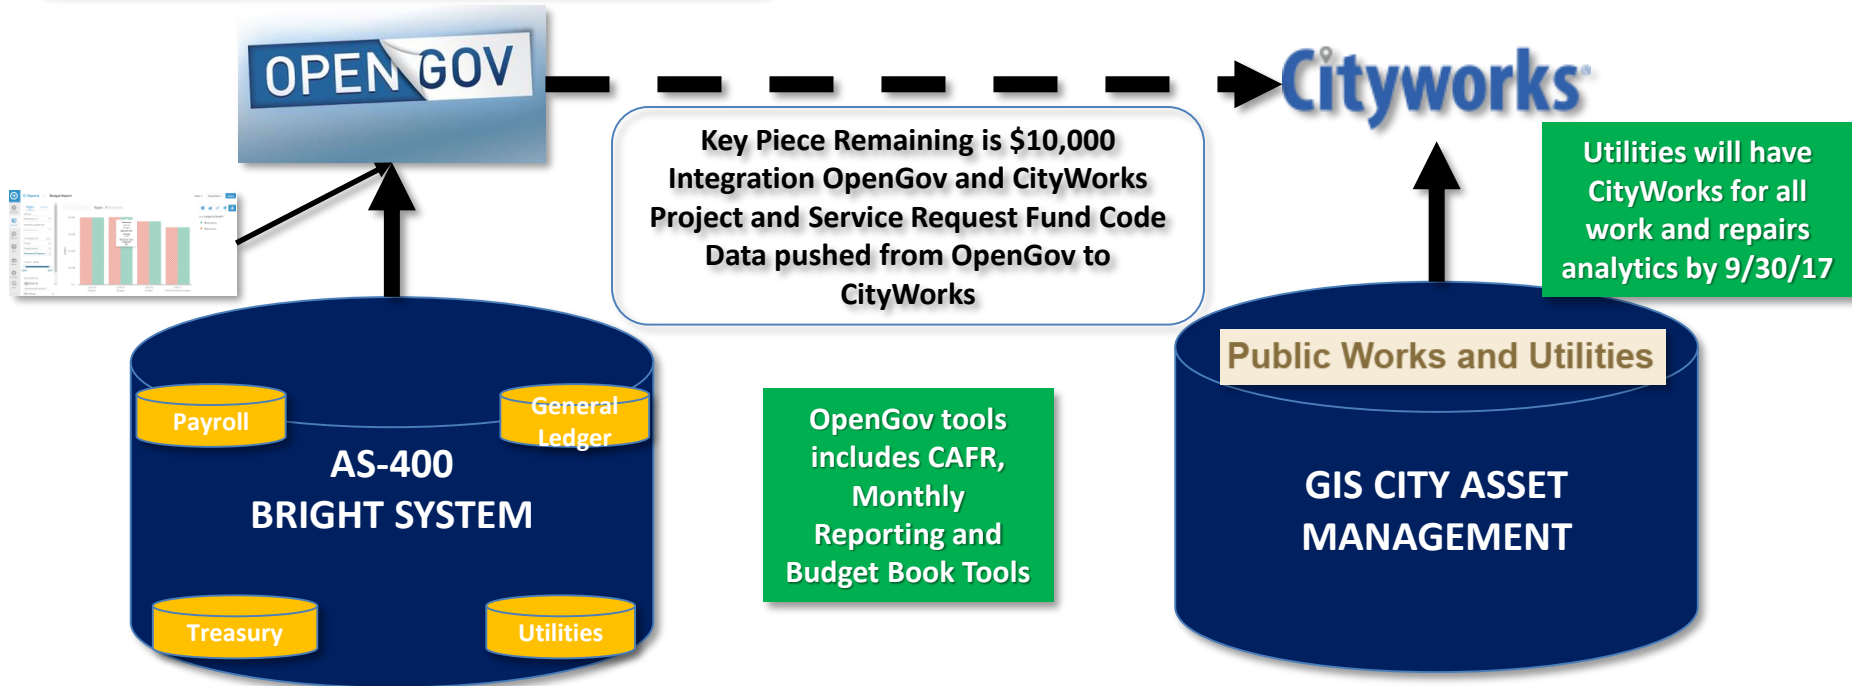 OPEN GOV
Cityworks
Key Piece Remaining is $10,000
Integration OpenGov and CityWorks
Project and Service Request Fund Code
Data pushed from OpenGov to
CityWorks
Utilities will have
CityWorks for all
work and repairs
analytics by 9/30/17
Public Works and Utilities
Payroll
General
Ledger
AS-400
BRIGHT SYSTEM
Treasury
Utilities
OpenGov tools
includes CAFR,
Monthly
Reporting and
Budget Book Tools
GIS CITY ASSET
MANAGEMENT